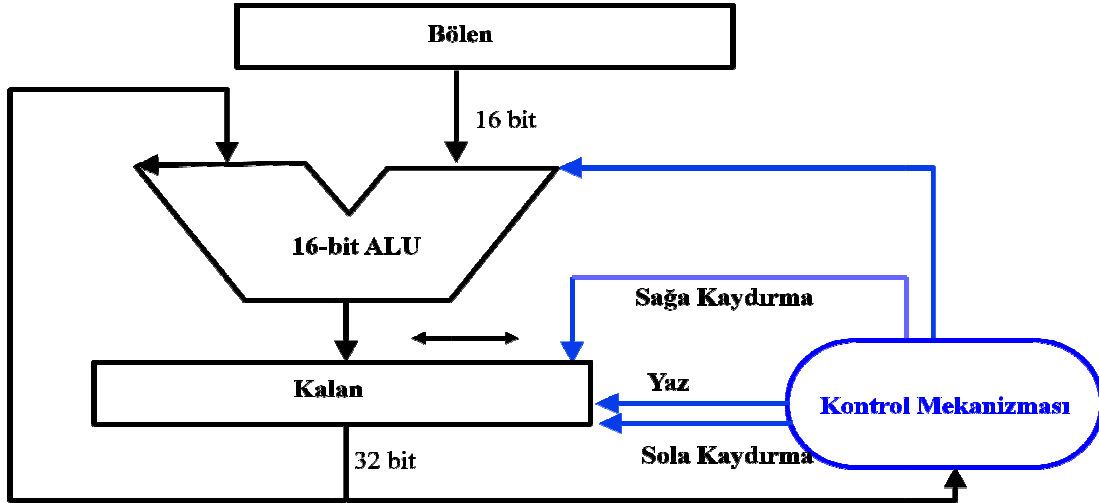 Bölen
16 bit
16-bit ALU
Sağa Kaydırma
Kalan
Yaz
Kontrol Mekanizması
Sola Kaydırma
32 bit